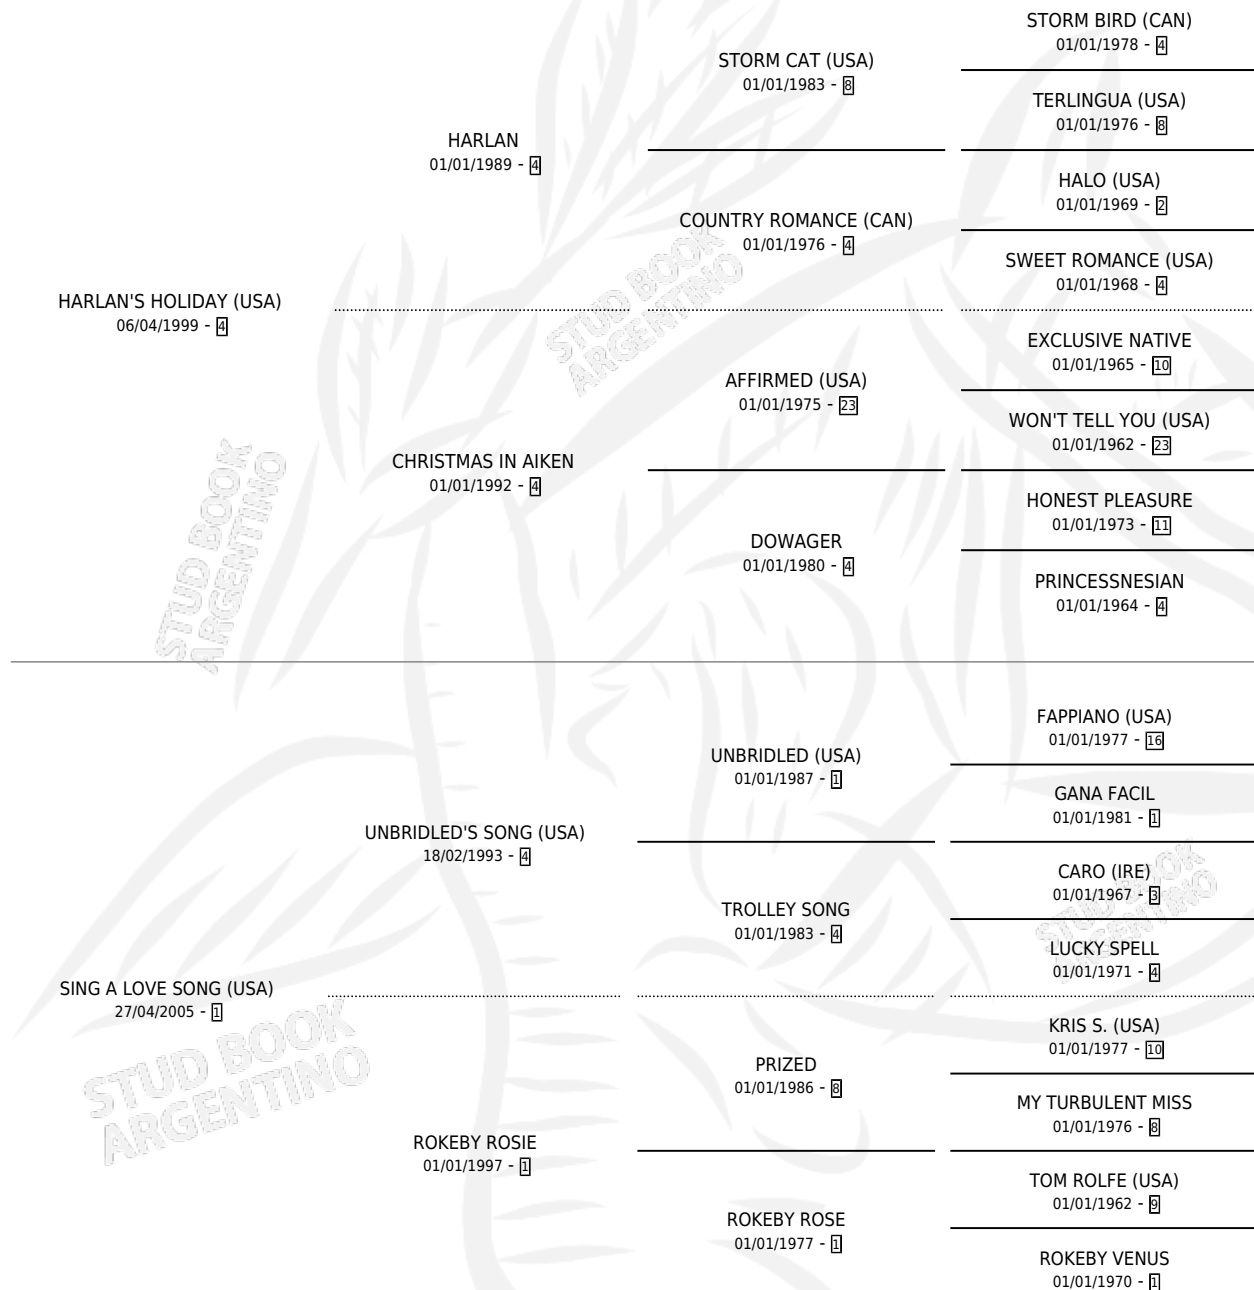 STORM BIRD (CAN)
01/01/1978 - 4
STORM CAT (USA)
01/01/1983 - 8
TERLINGUA (USA)
01/01/1976 - 8
HARLAN
01/01/1989 - 4
HALO (USA)
01/01/1969 - 2
COUNTRY ROMANCE (CAN)
01/01/1976 - 4
SWEET ROMANCE (USA)
01/01/1968 - 4
HARLAN'S HOLIDAY (USA)
06/04/1999 - 4
STUD BOOK
ARGENTINO
EXCLUSIVE NATIVE
01/01/1965 - 10
AFFIRMED (USA)
01/01/1975 - 23
WON'T TELL YOU (USA)
01/01/1962 - 23
CHRISTMAS IN AIKEN
01/01/1992 - 4
HONEST PLEASURE
01/01/1973 - 11
DOWAGER
01/01/1980 - 4
PRINCESSNESIAN
01/01/1964 - 4
STUD BOOK
ARGENTINO
FAPPIANO (USA)
01/01/1977 - 16
UNBRIDLED (USA)
01/01/1987 - 1
GANA FACIL
01/01/1981 - 1
UNBRIDLED'S SONG (USA)
18/02/1993 - 4
CARO (IRE)
01/01/1967 - 3
TROLLEY SONG
01/01/1983 - 4
STUD BOOK
ARGENTINO
LUCKY SPELL
01/01/1971 - 4
SING A LOVE SONG (USA)
27/04/2005 - 1
KRIS S. (USA)
01/01/1977 - 10
STUD BOOK
ARGENTINO
PRIZED
01/01/1986 - 8
MY TURBULENT MISS
01/01/1976 - 8
ROKEBY ROSIE
01/01/1997 - 1
TOM ROLFE (USA)
01/01/1962 - 9
ROKEBY ROSE
01/01/1977 - 1
ROKEBY VENUS
01/01/1970 - 1